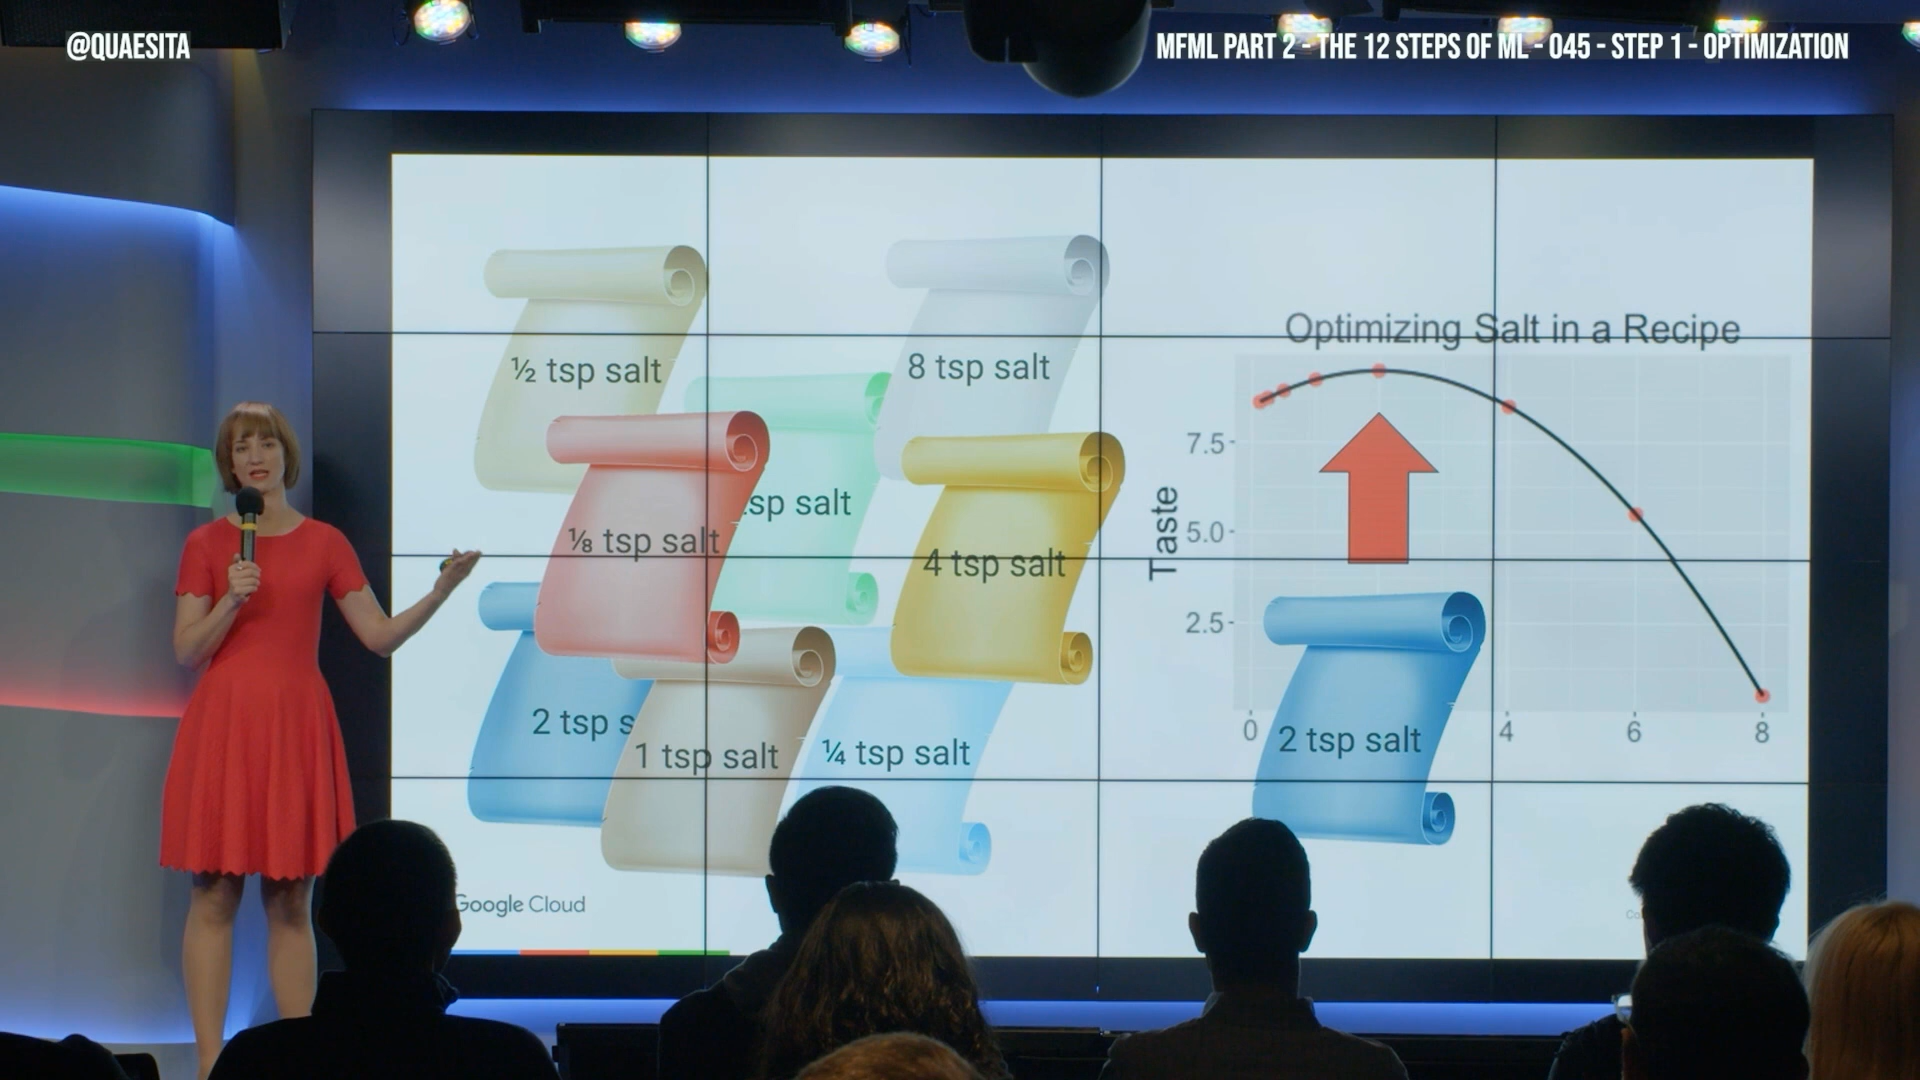 @QUAESITA
MFML PART 2 - THE 12 STEPS OF ML - 045 - STEP 1 - OPTIMIZATION
½ tsp salt
8 tsp salt
tsp salt
⅛ tsp salt
4 tsp salt
2 tsp s
1 tsp salt
¼ tsp salt
Google Cloud
Optimizing Salt in a Recipe
Taste
7.5
5.0
2.5
0
4
6
8
2 tsp salt